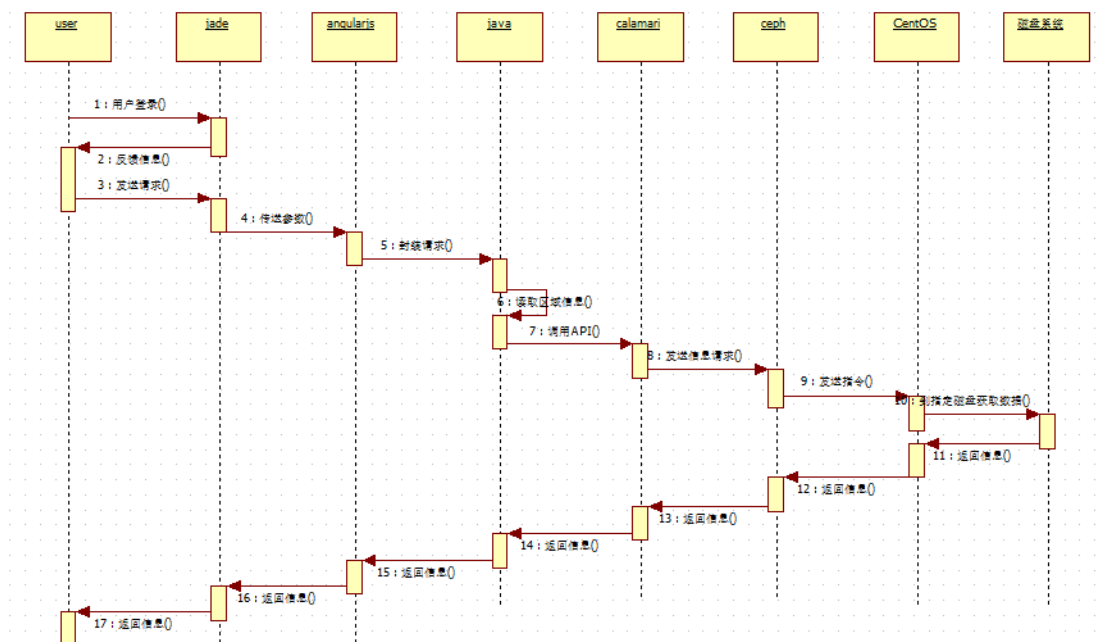 user
jade
angularjs
java
calamari
ceph
CentOS
磁盘系统
1 : 用户登录()
2 : 反馈信息()
3 : 发送请求()
4 : 传送参数()
5 : 封装请求()
6 : 读取区域信息()
7 : 调用API()
8 : 发送信息请求()
9 : 发送指令()
10 : 到指定磁盘获取数据()
11 : 返回信息()
12 : 返回信息()
13 : 返回信息()
14 : 返回信息()
15 : 返回信息()
16 : 返回信息()
17 : 返回信息()